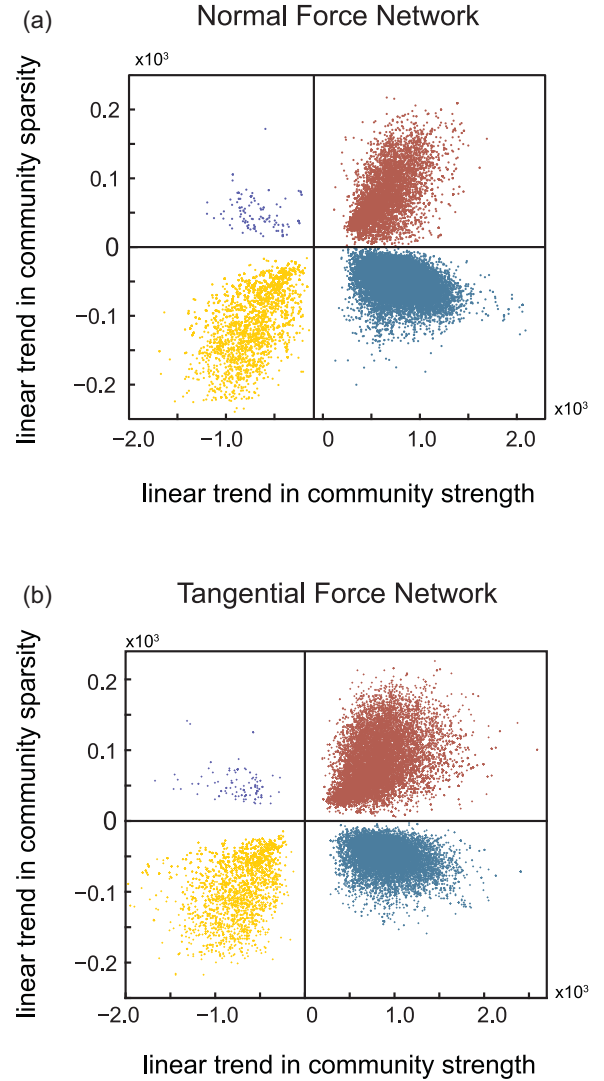 (a) Normal Force Network
x10³
linear trend in community sparsity
0.2
0.1
0
−0.1
−0.2
−2.0 −1.0 0 1.0 2.0
x10³
linear trend in community strength
(b) Tangential Force Network
x10³
linear trend in community sparsity
0.2
0.1
0
−0.1
−0.2
−2.0 −1.0 0 1.0 2.0
x10³
linear trend in community strength